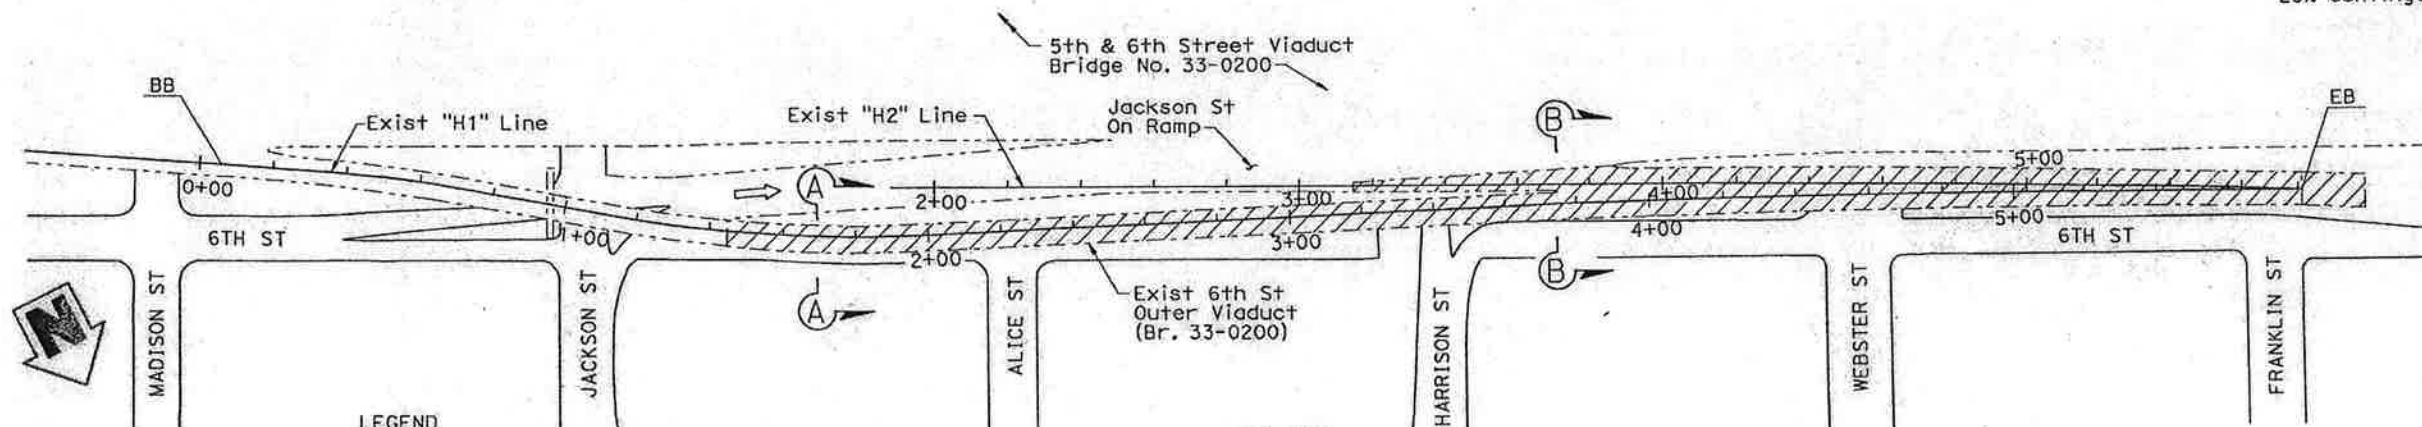 5th & 6th Street Viaduct
Bridge No. 33-0200
BB
Exist "H1" Line
Exist "H2" Line
Jackson St
On Ramp
B
EB
0+00
A
2+00
3+00
4+00
5+00
6TH ST
1+00
2+00
3+00
4+00
5+00
6TH ST
A
B
Exist 6th St
Outer Viaduct
(Br. 33-0200)
N
MADISON ST
JACKSON ST
ALICE ST
HARRISON ST
WEBSTER ST
FRANKLIN ST
LEGEND